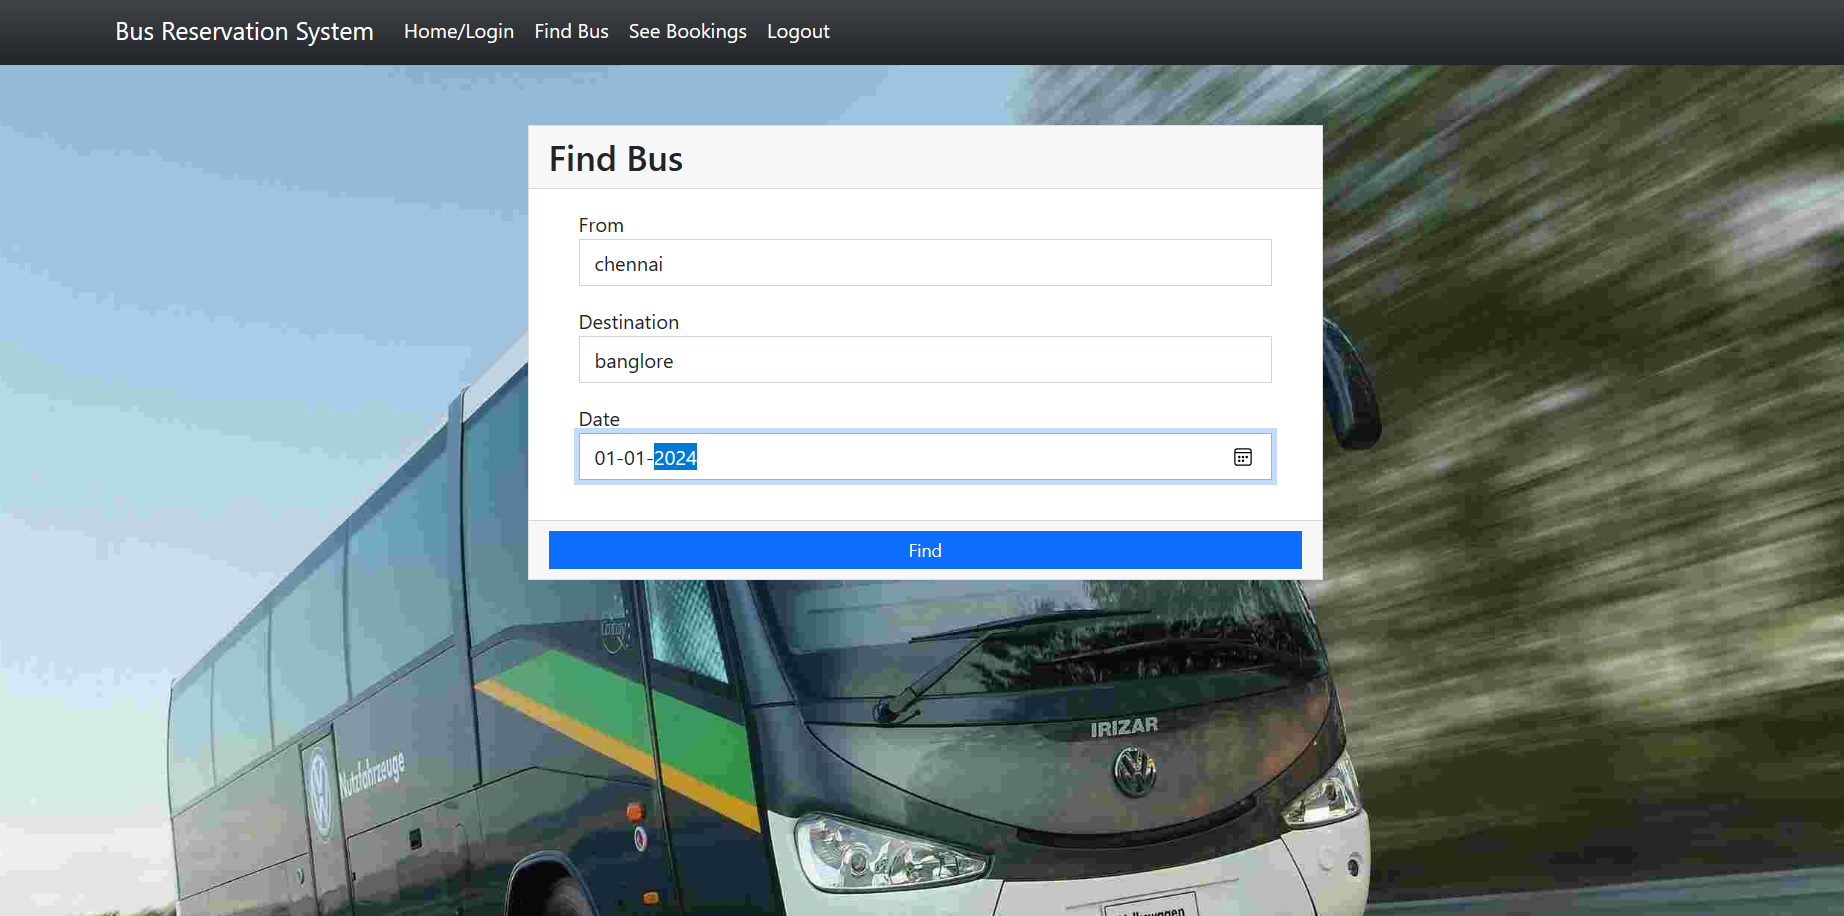 Bus Reservation System Home/Login Find Bus See Bookings Logout
Find Bus
From
chennai
Destination
banglore
Date
01-01-2024
Find
IRIZAR
Nutzfahrzeuge